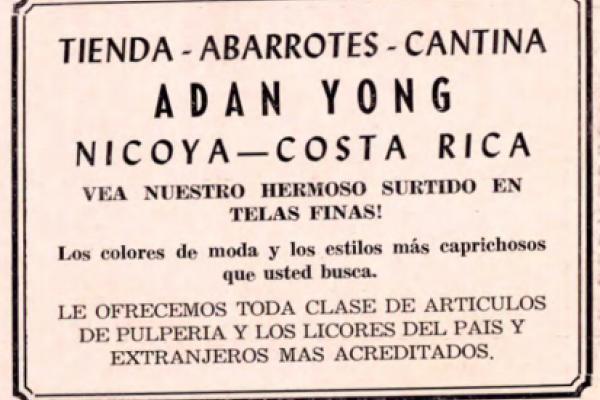 TIENDA - ABARROTES - CANTINA
ADAN YONG
NICOYA—COSTA RICA
VEA NUESTRO HERMOSO SURTIDO EN
TELAS FINAS!
Los colores de moda y los estilos más caprichosos
que usted busca.
LE OFRECEMOS TODA CLASE DE ARTICULOS
DE PULPERIA Y LOS LICORES DEL PAIS Y
EXTRANJEROS MAS ACREDITADOS.